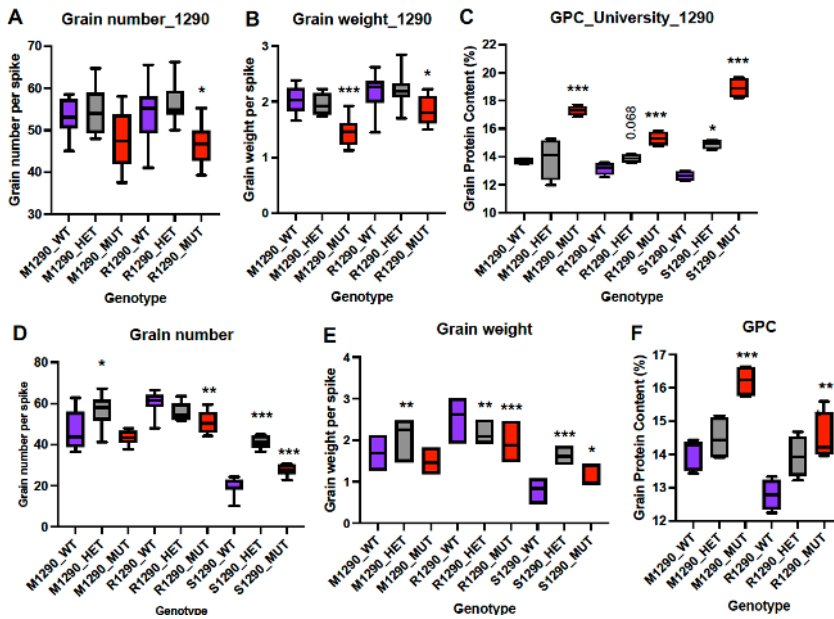 A
Grain number_1290
Grain number per spike
70
60
50
40
30
*
M1290_WT
M1290_HET
M1290_MUT
R1290_WT
R1290_HET
R1290_MUT
Genotype
B
Grain weight_1290
Grain weight per spike
3
2
1
0
***
*
M1290_WT
M1290_HET
M1290_MUT
R1290_WT
R1290_HET
R1290_MUT
Genotype
C
GPC_University_1290
Grain Protein Content (%)
22
20
18
16
14
12
10
***
0.068
***
*
***
M1290_WT
M1290_HET
M1290_MUT
R1290_WT
R1290_HET
R1290_MUT
S1290_WT
S1290_HET
S1290_MUT
Genotype
D
Grain number
Grain number per spike
80
60
40
20
0
*
**
***
***
M1290_WT
M1290_HET
M1290_MUT
R1290_WT
R1290_HET
R1290_MUT
S1290_WT
S1290_HET
S1290_MUT
Genotype
E
Grain weight
Grain weight per spike
4
3
2
1
0
**
**
***
***
*
M1290_WT
M1290_HET
M1290_MUT
R1290_WT
R1290_HET
R1290_MUT
S1290_WT
S1290_HET
S1290_MUT
Genotype
F
GPC
Grain Protein Content (%)
17
16
15
14
13
12
***
**
M1290_WT
M1290_HET
M1290_MUT
R1290_WT
R1290_HET
R1290_MUT
Genotype